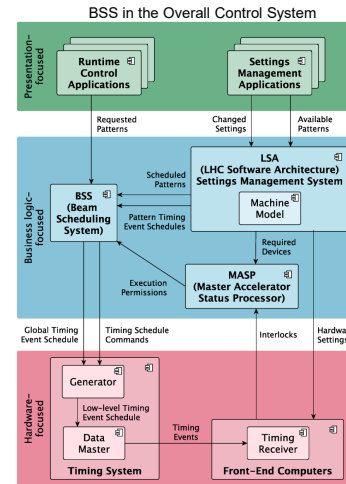 BSS in the Overall Control System
Presentation-
focused
Runtime
Control
Applications
Settings
Management
Applications
Requested
Patterns
Changed
Settings
Available
Patterns
Business logic-
focused
LSA
(LHC Software Architecture)
Settings Management System
Machine
Model
Scheduled
Patterns
BSS
(Beam
Scheduling
System)
Pattern Timing
Event Schedules
Required
Devices
MASP
(Master Accelerator
Status Processor)
Execution
Permissions
Global Timing
Event Schedule
Timing Schedule
Commands
Interlocks
Settings
Hardware-
focused
Generator
Low-level Timing
Event Schedule
Data
Master
Timing System
Timing
Events
Timing
Receiver
Front-End Computers